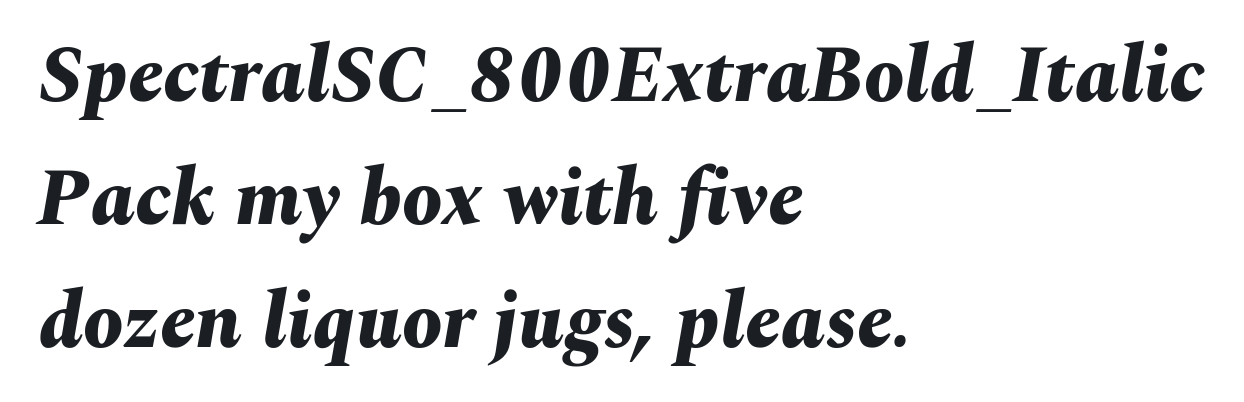 SpectralSC_800ExtraBold_Italic
Pack my box with five
dozen liquor jugs, please.